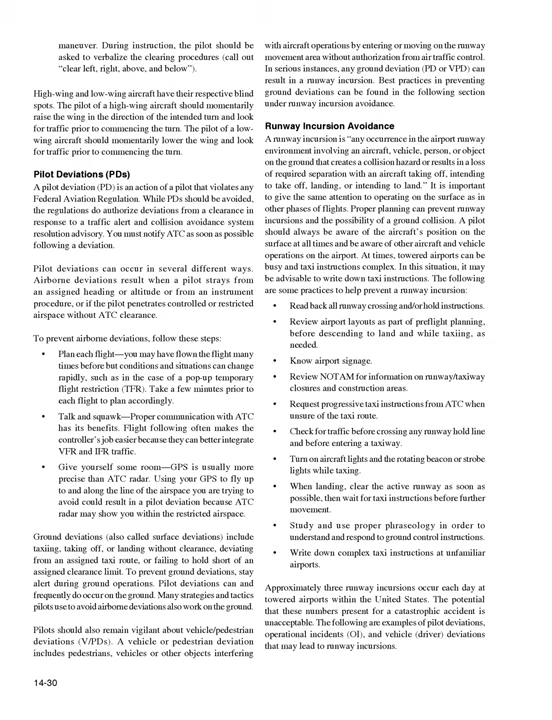 maneuver. During instruction, the pilot should be
asked to verbalize the clearing procedures (call out
“clear left, right, above, and below”).
High-wing and low-wing aircraft have their respective blind
spots. The pilot of a high-wing aircraft should momentarily
raise the wing in the direction of the intended turn and look
for traffic prior to commencing the turn. The pilot of a low-
wing aircraft should momentarily lower the wing and look
for traffic prior to commencing the turn.
Pilot Deviations (PDs)
A pilot deviation (PD) is an action of a pilot that violates any
Federal Aviation Regulation. While PDs should be avoided,
the regulations do authorize deviations from a clearance in
response to a traffic alert and collision avoidance system
resolution advisory. You must notify ATC as soon as possible
following a deviation.
Pilot deviations can occur in several different ways.
Airborne deviations result when a pilot strays from
an assigned heading or altitude or from an instrument
procedure, or if the pilot penetrates controlled or restricted
airspace without ATC clearance.
To prevent airborne deviations, follow these steps:
• Plan each flight—you may have flown the flight many
times before but conditions and situations can change
rapidly, such as in the case of a pop-up temporary
flight restriction (TFR). Take a few minutes prior to
each flight to plan accordingly.
• Talk and squawk—Proper communication with ATC
has its benefits. Flight following often makes the
controller’s job easier because they can better integrate
VFR and IFR traffic.
• Give yourself some room—GPS is usually more
precise than ATC radar. Using your GPS to fly up
to and along the line of the airspace you are trying to
avoid could result in a pilot deviation because ATC
radar may show you within the restricted airspace.
Ground deviations (also called surface deviations) include
taxiing, taking off, or landing without clearance, deviating
from an assigned taxi route, or failing to hold short of an
assigned clearance limit. To prevent ground deviations, stay
alert during ground operations. Pilot deviations can and
frequently do occur on the ground. Many strategies and tactics
pilots use to avoid airborne deviations also work on the ground.
Pilots should also remain vigilant about vehicle/pedestrian
deviations (V/PDs). A vehicle or pedestrian deviation
includes pedestrians, vehicles or other objects interfering
with aircraft operations by entering or moving on the runway
movement area without authorization from air traffic control.
In serious instances, any ground deviation (PD or VPD) can
result in a runway incursion. Best practices in preventing
ground deviations can be found in the following section
under runway incursion avoidance.
Runway Incursion Avoidance
A runway incursion is “any occurrence in the airport runway
environment involving an aircraft, vehicle, person, or object
on the ground that creates a collision hazard or results in a loss
of required separation with an aircraft taking off, intending
to take off, landing, or intending to land.” It is important
to give the same attention to operating on the surface as in
other phases of flights. Proper planning can prevent runway
incursions and the possibility of a ground collision. A pilot
should always be aware of the aircraft’s position on the
surface at all times and be aware of other aircraft and vehicle
operations on the airport. At times, towered airports can be
busy and taxi instructions complex. In this situation, it may
be advisable to write down taxi instructions. The following
are some practices to help prevent a runway incursion:
• Read back all runway crossing and/or hold instructions.
• Review airport layouts as part of preflight planning,
before descending to land and while taxiing, as
needed.
• Know airport signage.
• Review NOTAM for information on runway/taxiway
closures and construction areas.
• Request progressive taxi instructions from ATC when
unsure of the taxi route.
• Check for traffic before crossing any runway hold line
and before entering a taxiway.
• Turn on aircraft lights and the rotating beacon or strobe
lights while taxing.
• When landing, clear the active runway as soon as
possible, then wait for taxi instructions before further
movement.
• Study and use proper phraseology in order to
understand and respond to ground control instructions.
• Write down complex taxi instructions at unfamiliar
airports.
Approximately three runway incursions occur each day at
towered airports within the United States. The potential
that these numbers present for a catastrophic accident is
unacceptable. The following are examples of pilot deviations,
operational incidents (OI), and vehicle (driver) deviations
that may lead to runway incursions.
14-30